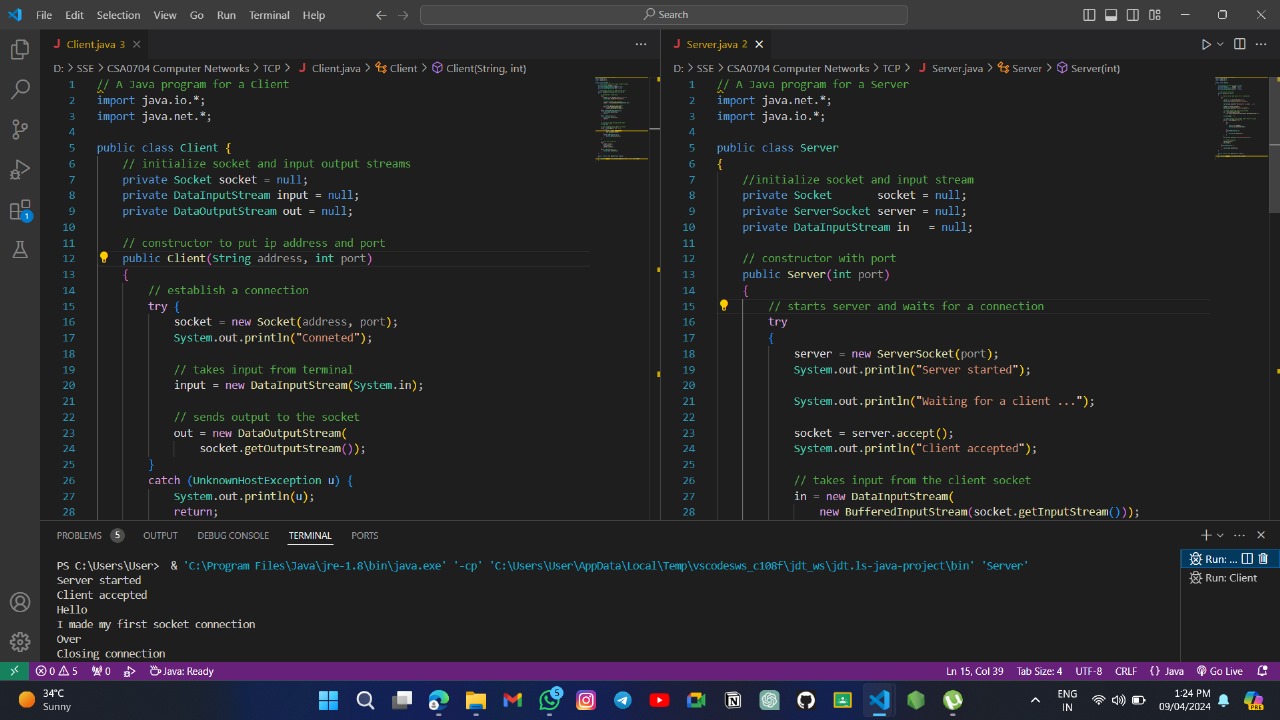 File Edit Selection View Go Run Terminal Help
Search
Client.java 3
Server.java 2
D: > SSE > CSA0704 Computer Networks > TCP > Client.java > Client > Client(String, int)
1 // A Java program for a Client
2 import java.io.*;
3 import java.net.*;
4
5 public class Client {
6 // initialize socket and input output streams
7 private Socket socket = null;
8 private DataInputStream input = null;
9 private DataOutputStream out = null;
10
11 // constructor to put ip address and port
12 public Client(String address, int port)
13 {
14 // establish a connection
15 try {
16 socket = new Socket(address, port);
17 System.out.println("Conneted");
18
19 // takes input from terminal
20 input = new DataInputStream(System.in);
21
22 // sends output to the socket
23 out = new DataOutputStream(
24 socket.getOutputStream());
25 }
26 catch (UnknownHostException u) {
27 System.out.println(u);
28 return;
D: > SSE > CSA0704 Computer Networks > TCP > Server.java > Server > Server(int)
1 // A Java program for a Server
2 import java.net.*;
3 import java.io.*;
4
5 public class Server
6 {
7 //initialize socket and input stream
8 private Socket socket = null;
9 private ServerSocket server = null;
10 private DataInputStream in = null;
11
12 // constructor with port
13 public Server(int port)
14 {
15 // starts server and waits for a connection
16 try
17 {
18 server = new ServerSocket(port);
19 System.out.println("Server started");
20
21 System.out.println("Waiting for a client ...");
22
23 socket = server.accept();
24 System.out.println("Client accepted");
25
26 // takes input from the client socket
27 in = new DataInputStream(
28 new BufferedInputStream(socket.getInputStream()));
PROBLEMS 5 OUTPUT DEBUG CONSOLE TERMINAL PORTS
PS C:\Users\User> & 'C:\Program Files\Java\jre-1.8\bin\java.exe' '-cp' 'C:\Users\User\AppData\Local\Temp\vscodesws_c108f\jdt_ws\jdt.ls-java-project\bin' 'Server'
Server started
Client accepted
Hello
I made my first socket connection
Over
Closing connection
Run: ...
Run: Client
1
0 5 0 Java: Ready
Ln 15, Col 39 Tab Size: 4 UTF-8 CRLF {} Java Go Live
34°C
Sunny
5
ENG
IN
1:24 PM
09/04/2024
PRE